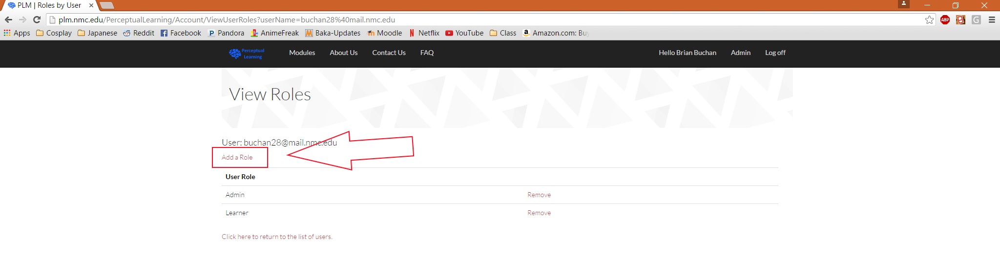 PLM | Roles by User
plm.nmc.edu/PerceptualLearning/Account/ViewUserRoles?userName=buchan28%40mail.nmc.edu
ABP
G
Apps Cosplay Japanese Reddit Facebook Pandora AnimeFreak Baka-Updates Moodle Netflix YouTube Class Amazon.com: Buy
Perceptual
Learning
Modules About Us Contact Us FAQ Hello Brian Buchan Admin Log off
View Roles
User: buchan28@mail.nmc.edu
Add a Role
User Role
Admin Remove
Learner Remove
Click here to return to the list of users.